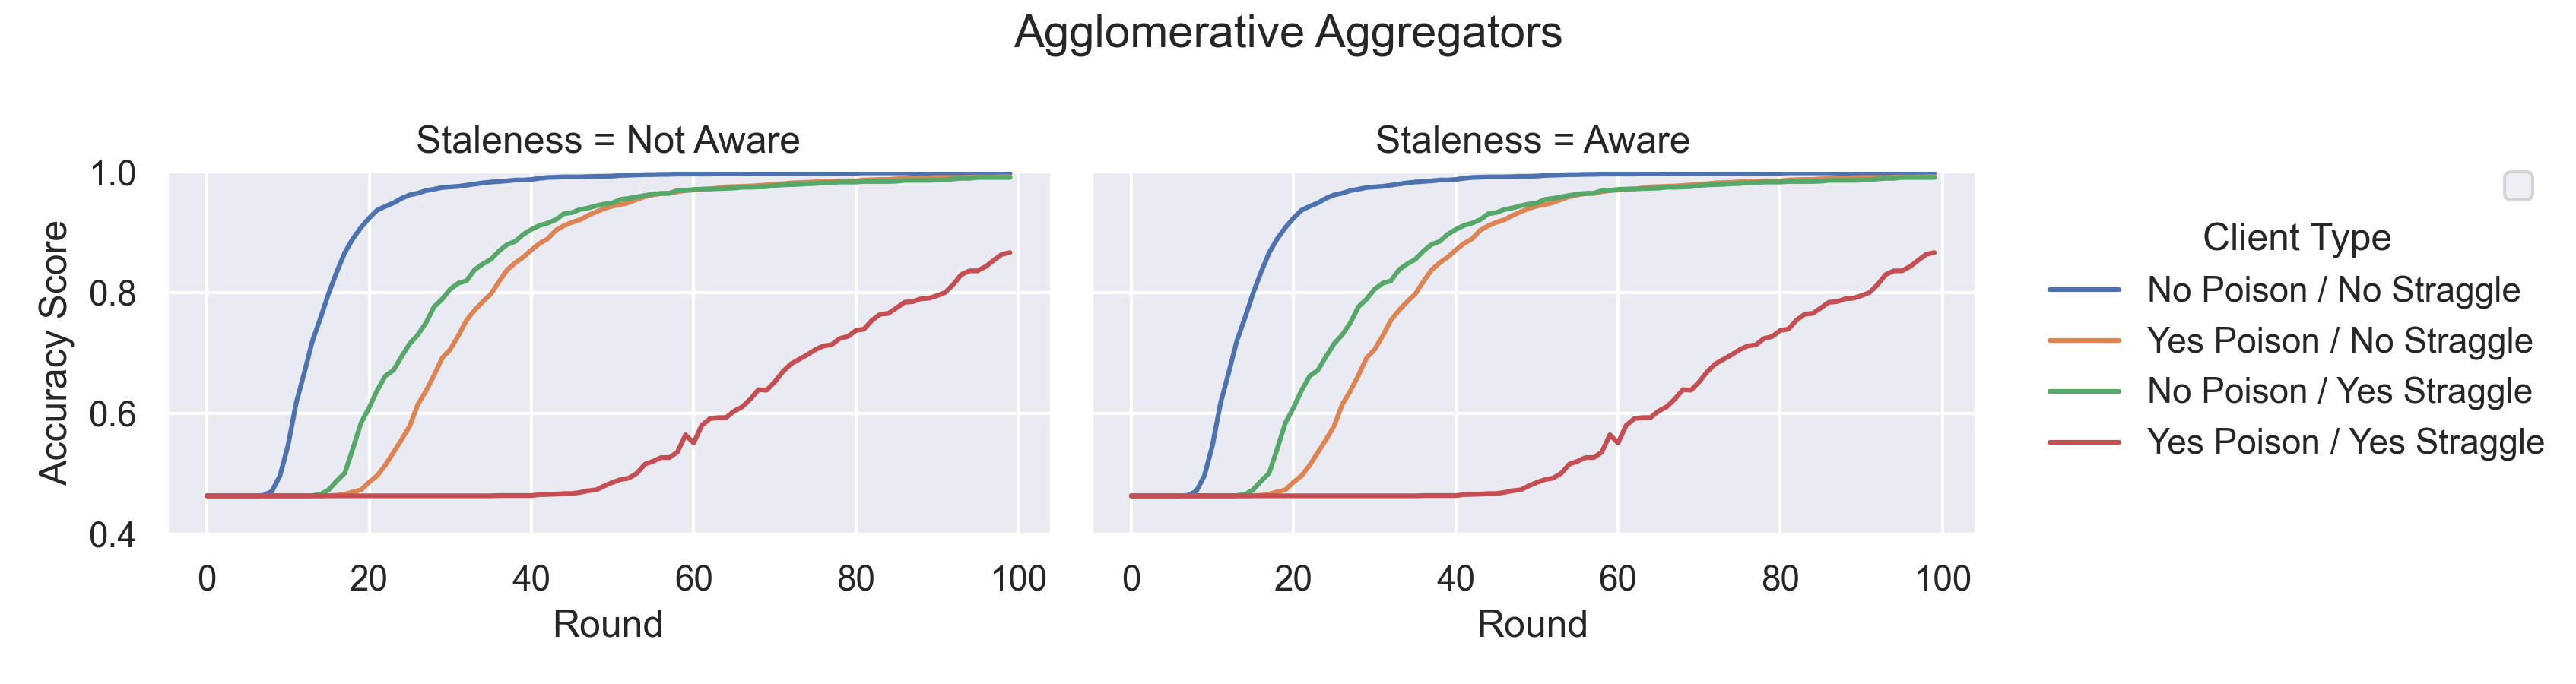 Agglomerative Aggregators
Staleness = Not Aware
Staleness = Aware
Accuracy Score
1.0
0.8
0.6
0.4
0 20 40 60 80 100
Round
0 20 40 60 80 100
Round
Client Type
No Poison / No Straggle
Yes Poison / No Straggle
No Poison / Yes Straggle
Yes Poison / Yes Straggle